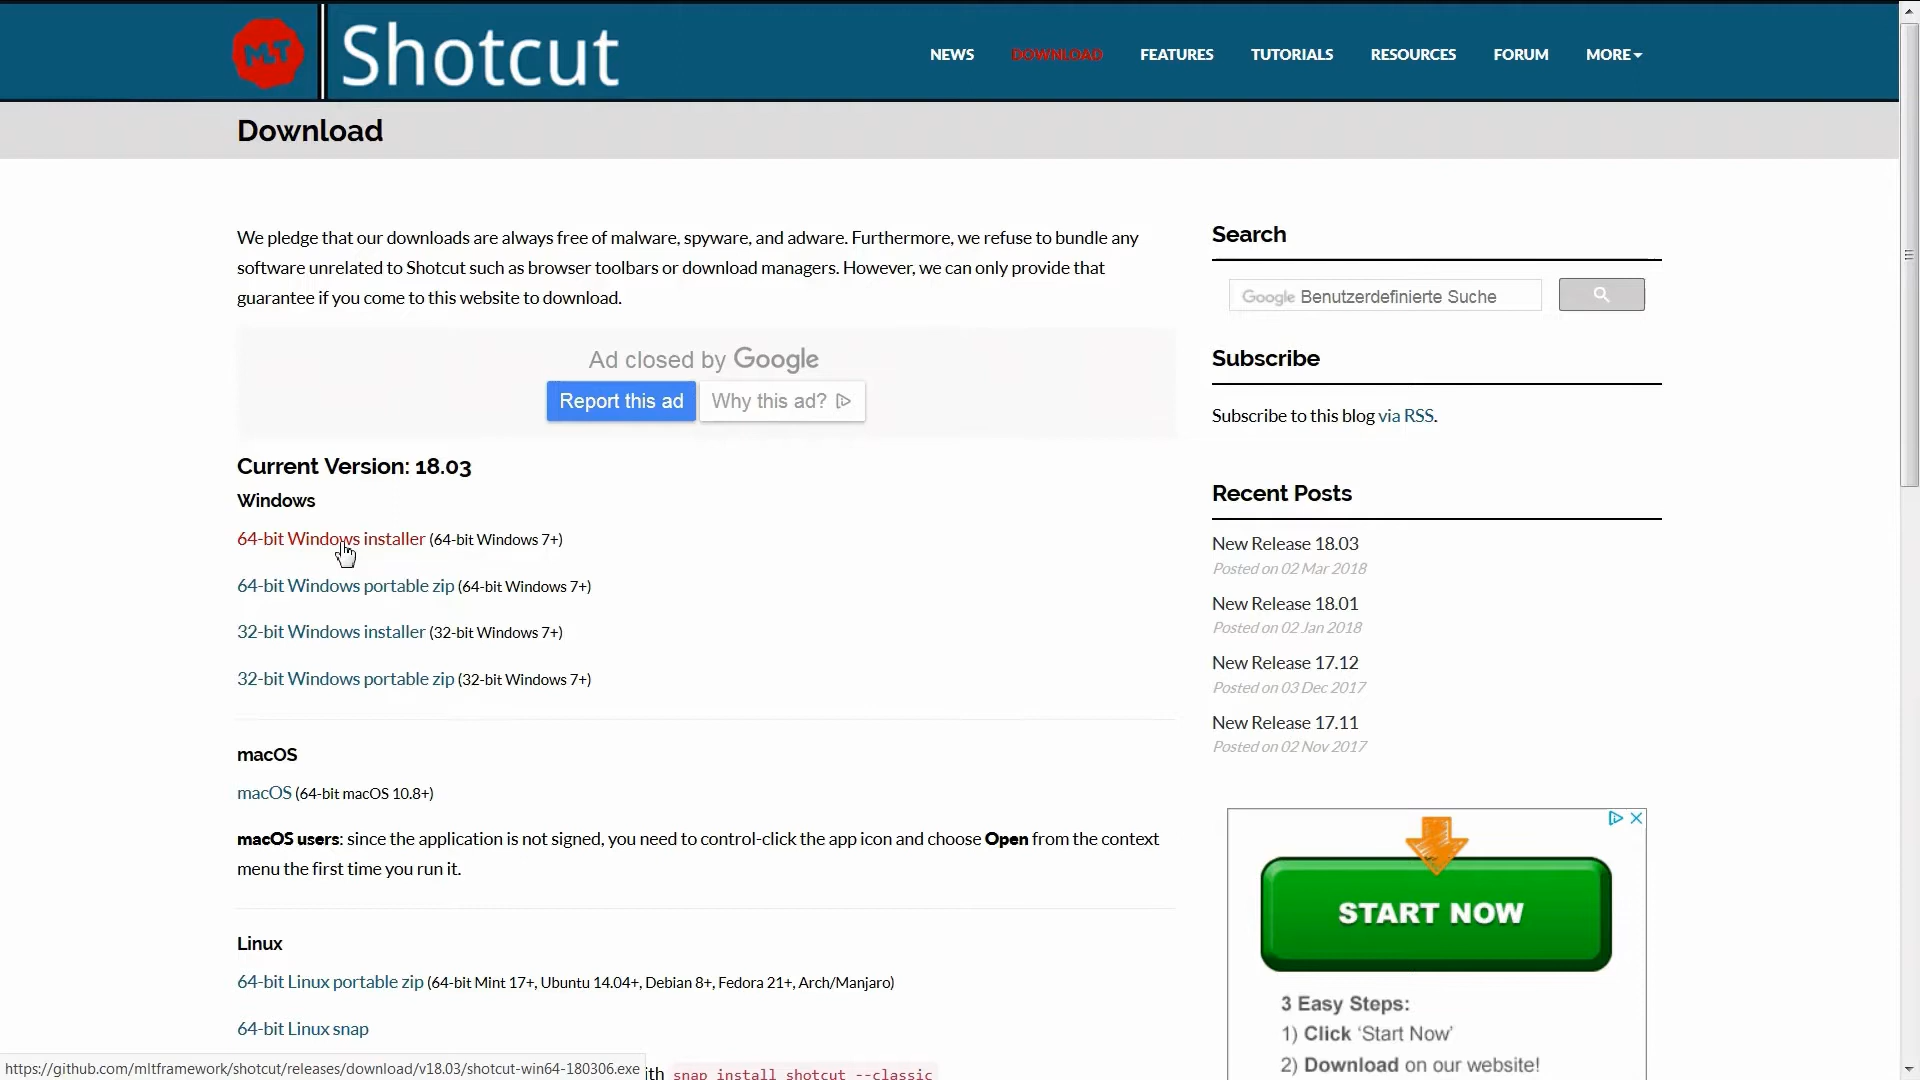 MLT Shotcut
NEWS DOWNLOAD FEATURES TUTORIALS RESOURCES FORUM MORE
Download
We pledge that our downloads are always free of malware, spyware, and adware. Furthermore, we refuse to bundle any
software unrelated to Shotcut such as browser toolbars or download managers. However, we can only provide that
guarantee if you come to this website to download.
Ad closed by Google
Report this ad Why this ad?
Current Version: 18.03
Windows
64-bit Windows installer (64-bit Windows 7+)
64-bit Windows portable zip (64-bit Windows 7+)
32-bit Windows installer (32-bit Windows 7+)
32-bit Windows portable zip (32-bit Windows 7+)
macOS
macOS (64-bit macOS 10.8+)
macOS users: since the application is not signed, you need to control-click the app icon and choose Open from the context
menu the first time you run it.
Linux
64-bit Linux portable zip (64-bit Mint 17+, Ubuntu 14.04+, Debian 8+, Fedora 21+, Arch/Manjaro)
64-bit Linux snap
ith snap install shotcut --classic
https://github.com/mltframework/shotcut/releases/download/v18.03/shotcut-win64-180306.exe
Search
Google Benutzerdefinierte Suche
Subscribe
Subscribe to this blog via RSS.
Recent Posts
New Release 18.03
Posted on 02 Mar 2018
New Release 18.01
Posted on 02 Jan 2018
New Release 17.12
Posted on 03 Dec 2017
New Release 17.11
Posted on 02 Nov 2017
START NOW
3 Easy Steps:
1) Click ‘Start Now’
2) Download on our website!